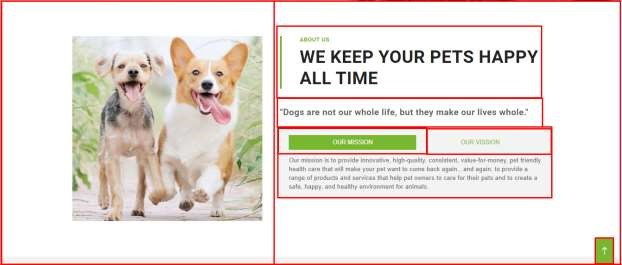 ABOUT US
WE KEEP YOUR PETS HAPPY
ALL TIME
"Dogs are not our whole life, but they make our lives whole."
OUR MISSION
OUR VISSION
Our mission is to provide innovative, high-quality, consistent, value-for-money, pet friendly
health care that will make your pet want to come back again.. and again. to provide a
range of products and services that help pet owners to care for their pets and to create a
safe, happy, and healthy environment for animals.